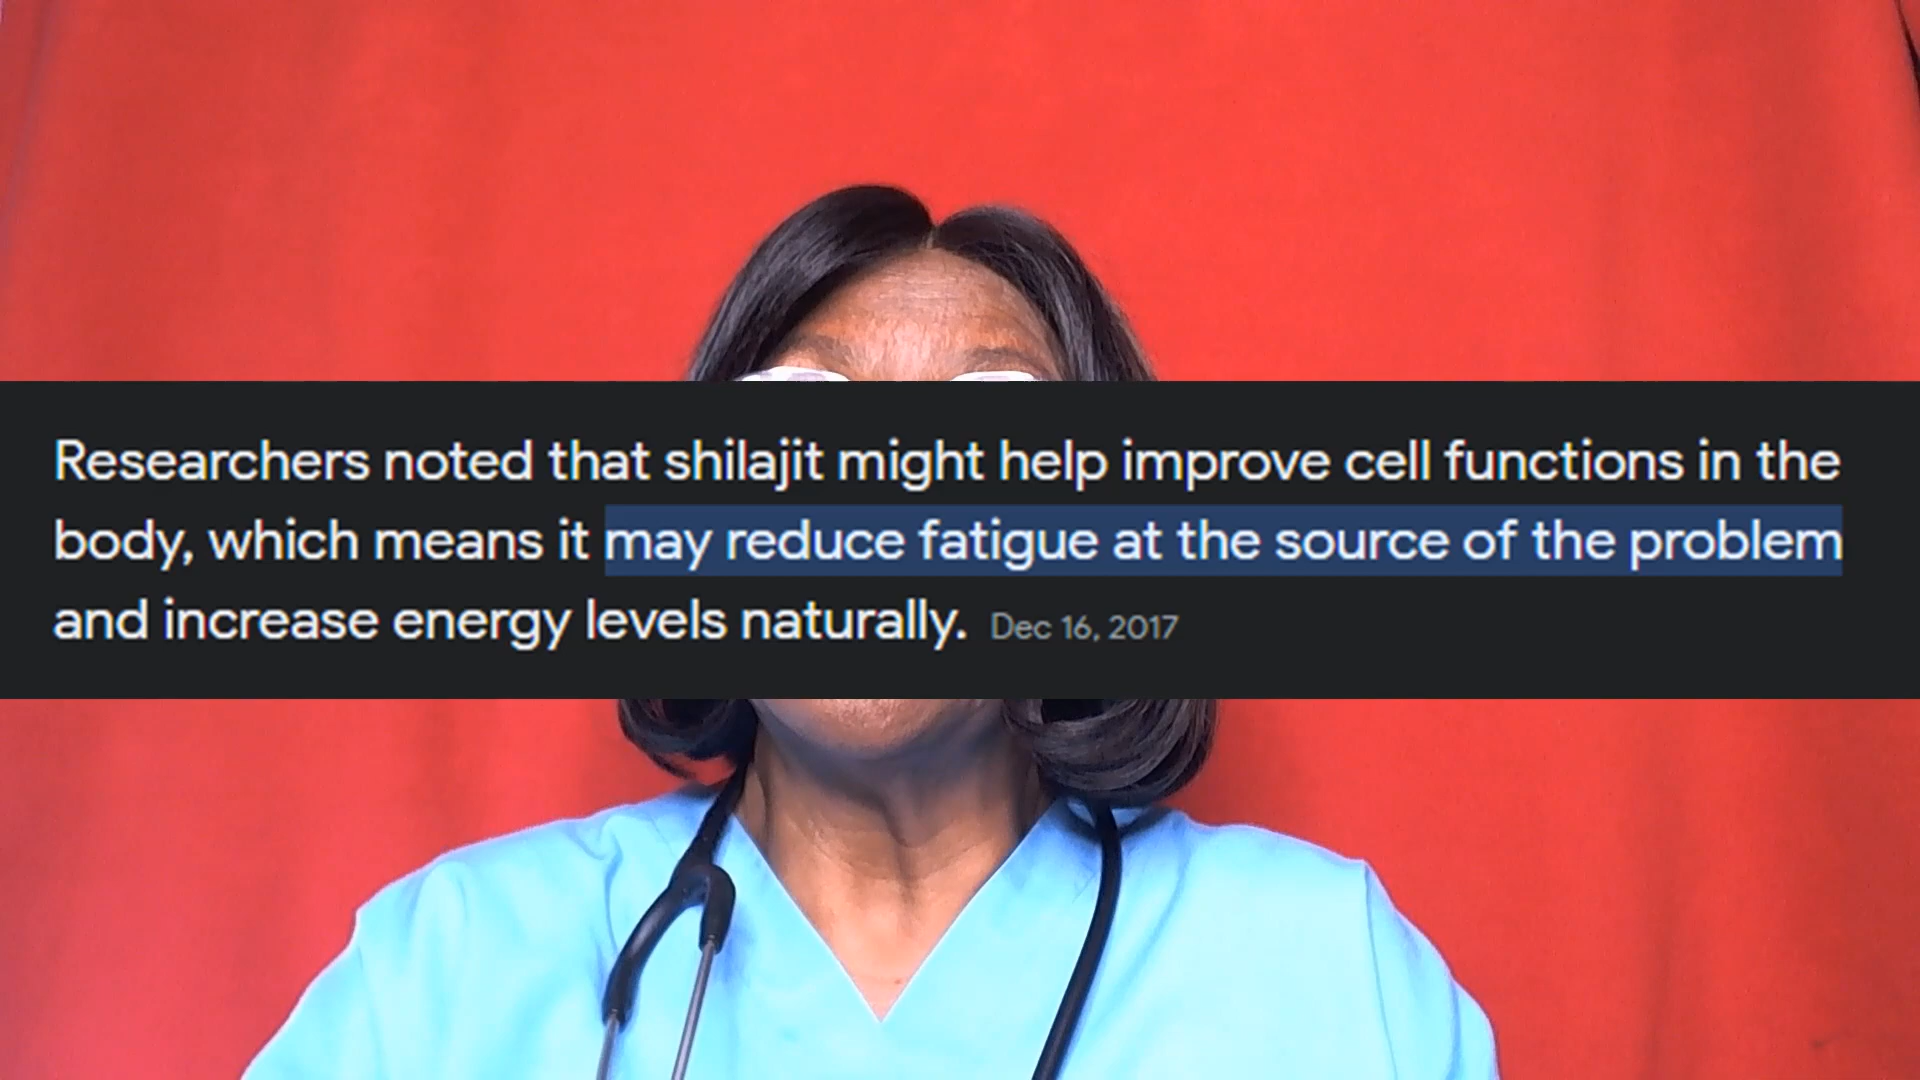 Researchers noted that shilajit might help improve cell functions in the
body, which means it may reduce fatigue at the source of the problem
and increase energy levels naturally. Dec 16, 2017